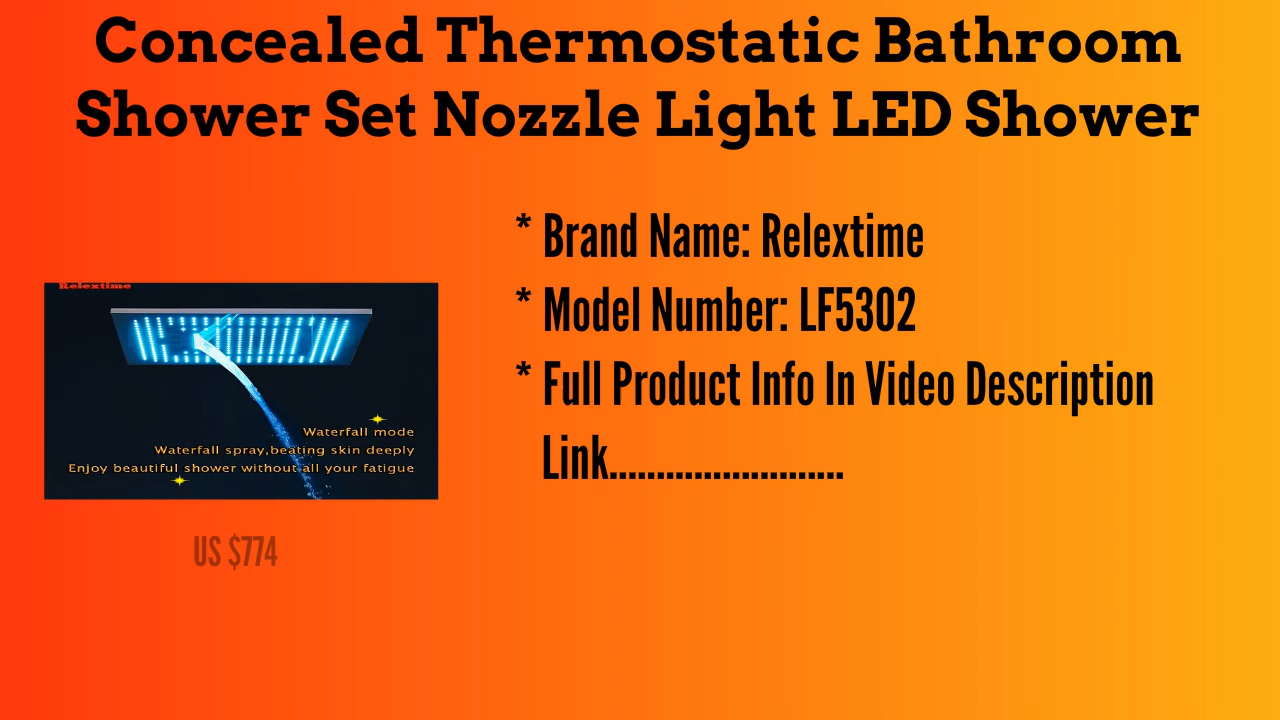 Concealed Thermostatic Bathroom
Shower Set Nozzle Light LED Shower
* Brand Name: Relextime
* Model Number: LF5302
* Full Product Info In Video Description
Link.........................
Relextime
Waterfall mode
Waterfall spray,beating skin deeply
Enjoy beautiful shower without all your fatigue
US $774